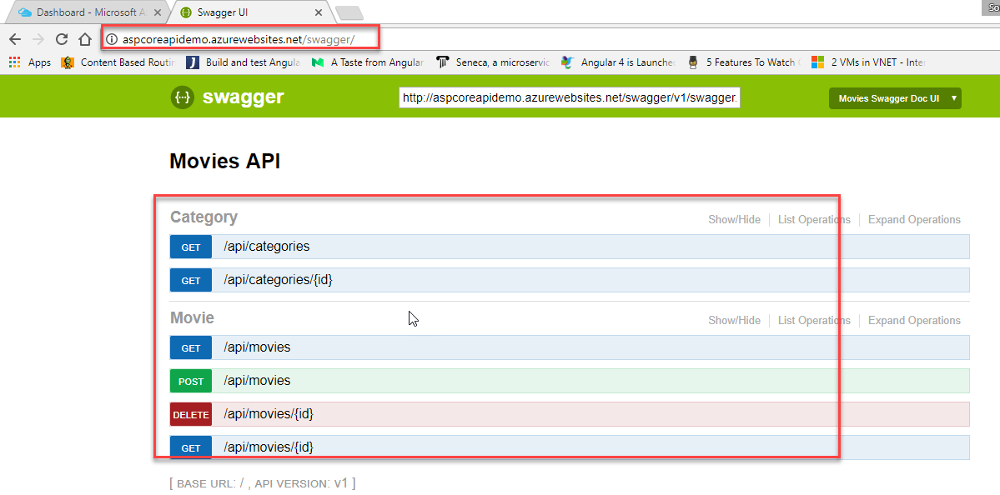 Dashboard - Microsoft A
Swagger UI
So
aspcoreapidemo.azurewebsites.net/swagger/
Apps
Content Based Routin
Build and test Angula
A Taste from Angular
Seneca, a microservic
Angular 4 is Launche
5 Features To Watch
2 VMs in VNET - Inter
{··} swagger
http://aspcoreapidemo.azurewebsites.net/swagger/v1/swagger.
Movies Swagger Doc UI
Movies API
Category
Show/Hide
List Operations
Expand Operations
GET /api/categories
GET /api/categories/{id}
Movie
Show/Hide
List Operations
Expand Operations
GET /api/movies
POST /api/movies
DELETE /api/movies/{id}
GET /api/movies/{id}
[ BASE URL: / , API VERSION: V1 ]